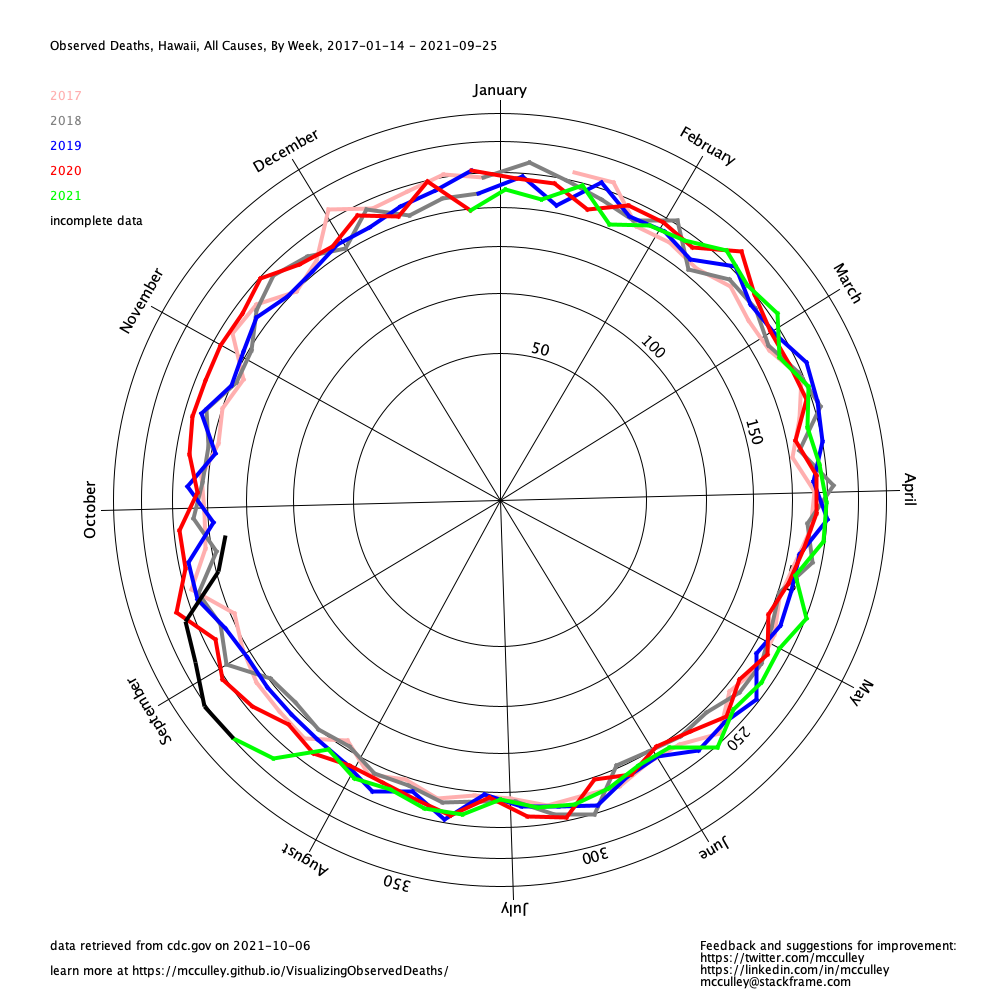 Observed Deaths, Hawaii, All Causes, By Week, 2017-01-14 - 2021-09-25
2017
2018
2019
2020
2021
incomplete data
January
February
March
April
May
June
July
August
September
October
November
December
50
100
150
250
300
350
data retrieved from cdc.gov on 2021-10-06
learn more at https://mcculley.github.io/VisualizingObservedDeaths/
Feedback and suggestions for improvement:
https://twitter.com/mcculley
https://linkedin.com/in/mcculley
mcculley@stackframe.com